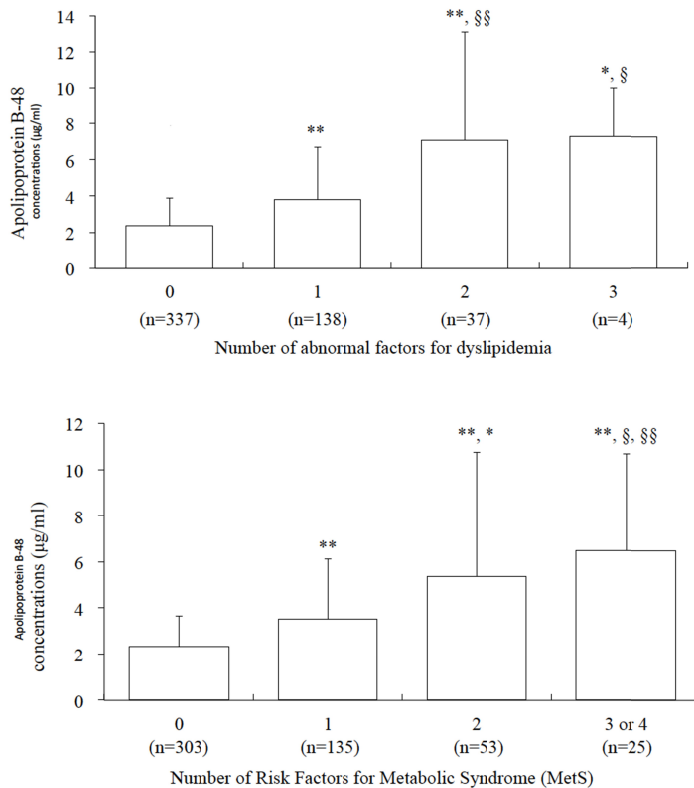 14
12
10
8
6
4
2
0
Apolipoprotein B-48
concentrations (µg/ml)
**
**, §§
*, §
0 1 2 3
(n=337) (n=138) (n=37) (n=4)
Number of abnormal factors for dyslipidemia
12
10
8
6
4
2
0
Apolipoprotein B-48
concentrations (µg/ml)
**
**, *
**, §, §§
0 1 2 3 or 4
(n=303) (n=135) (n=53) (n=25)
Number of Risk Factors for Metabolic Syndrome (MetS)